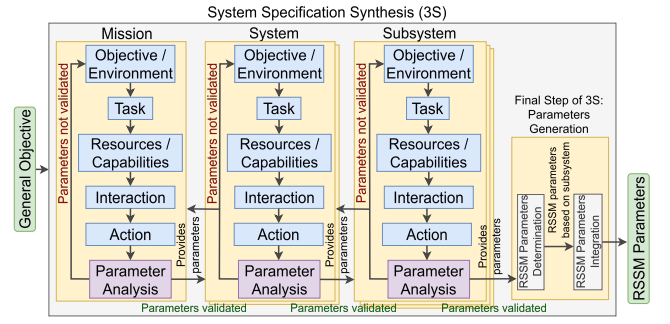 System Specification Synthesis (3S)
General Objective
Mission
Parameters not validated
Objective /
Environment
Task
Resources /
Capabilities
Interaction
Action
Parameter
Analysis
Provides
parameters
Parameters validated
System
Parameters not validated
Objective /
Environment
Task
Resources /
Capabilities
Interaction
Action
Parameter
Analysis
Provides
parameters
Parameters validated
Subsystem
Parameters not validated
Objective /
Environment
Task
Resources /
Capabilities
Interaction
Action
Parameter
Analysis
Provides
parameters
Parameters validated
Final Step of 3S:
Parameters
Generation
RSSM Parameters
Determination
RSSM parameters
based on subsystem
RSSM Parameters
Integration
RSSM Parameters